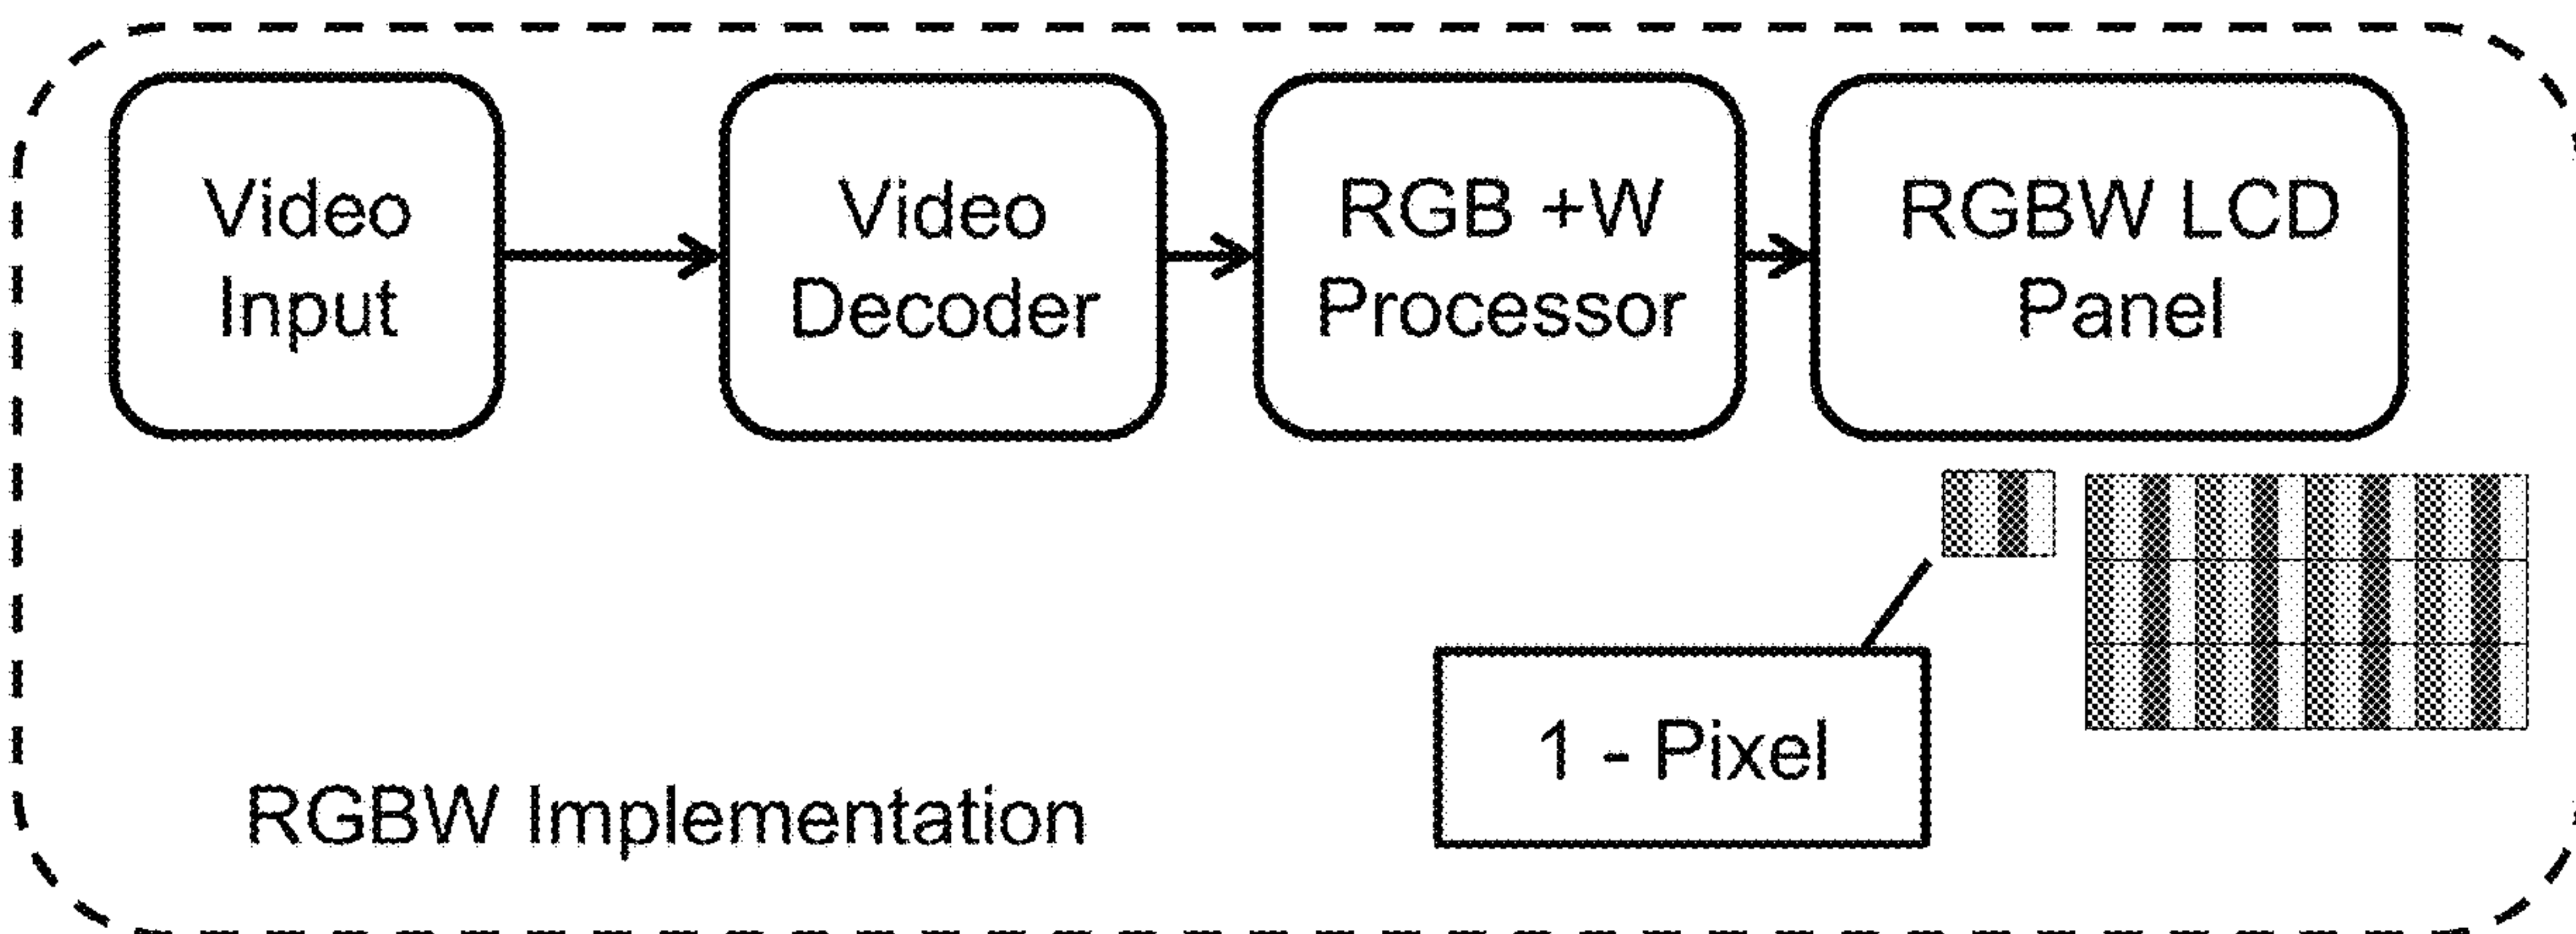 Video
Input
Video
Decoder
RGB +W
Processor
RGBW LCD
Panel
1 - Pixel
RGBW Implementation